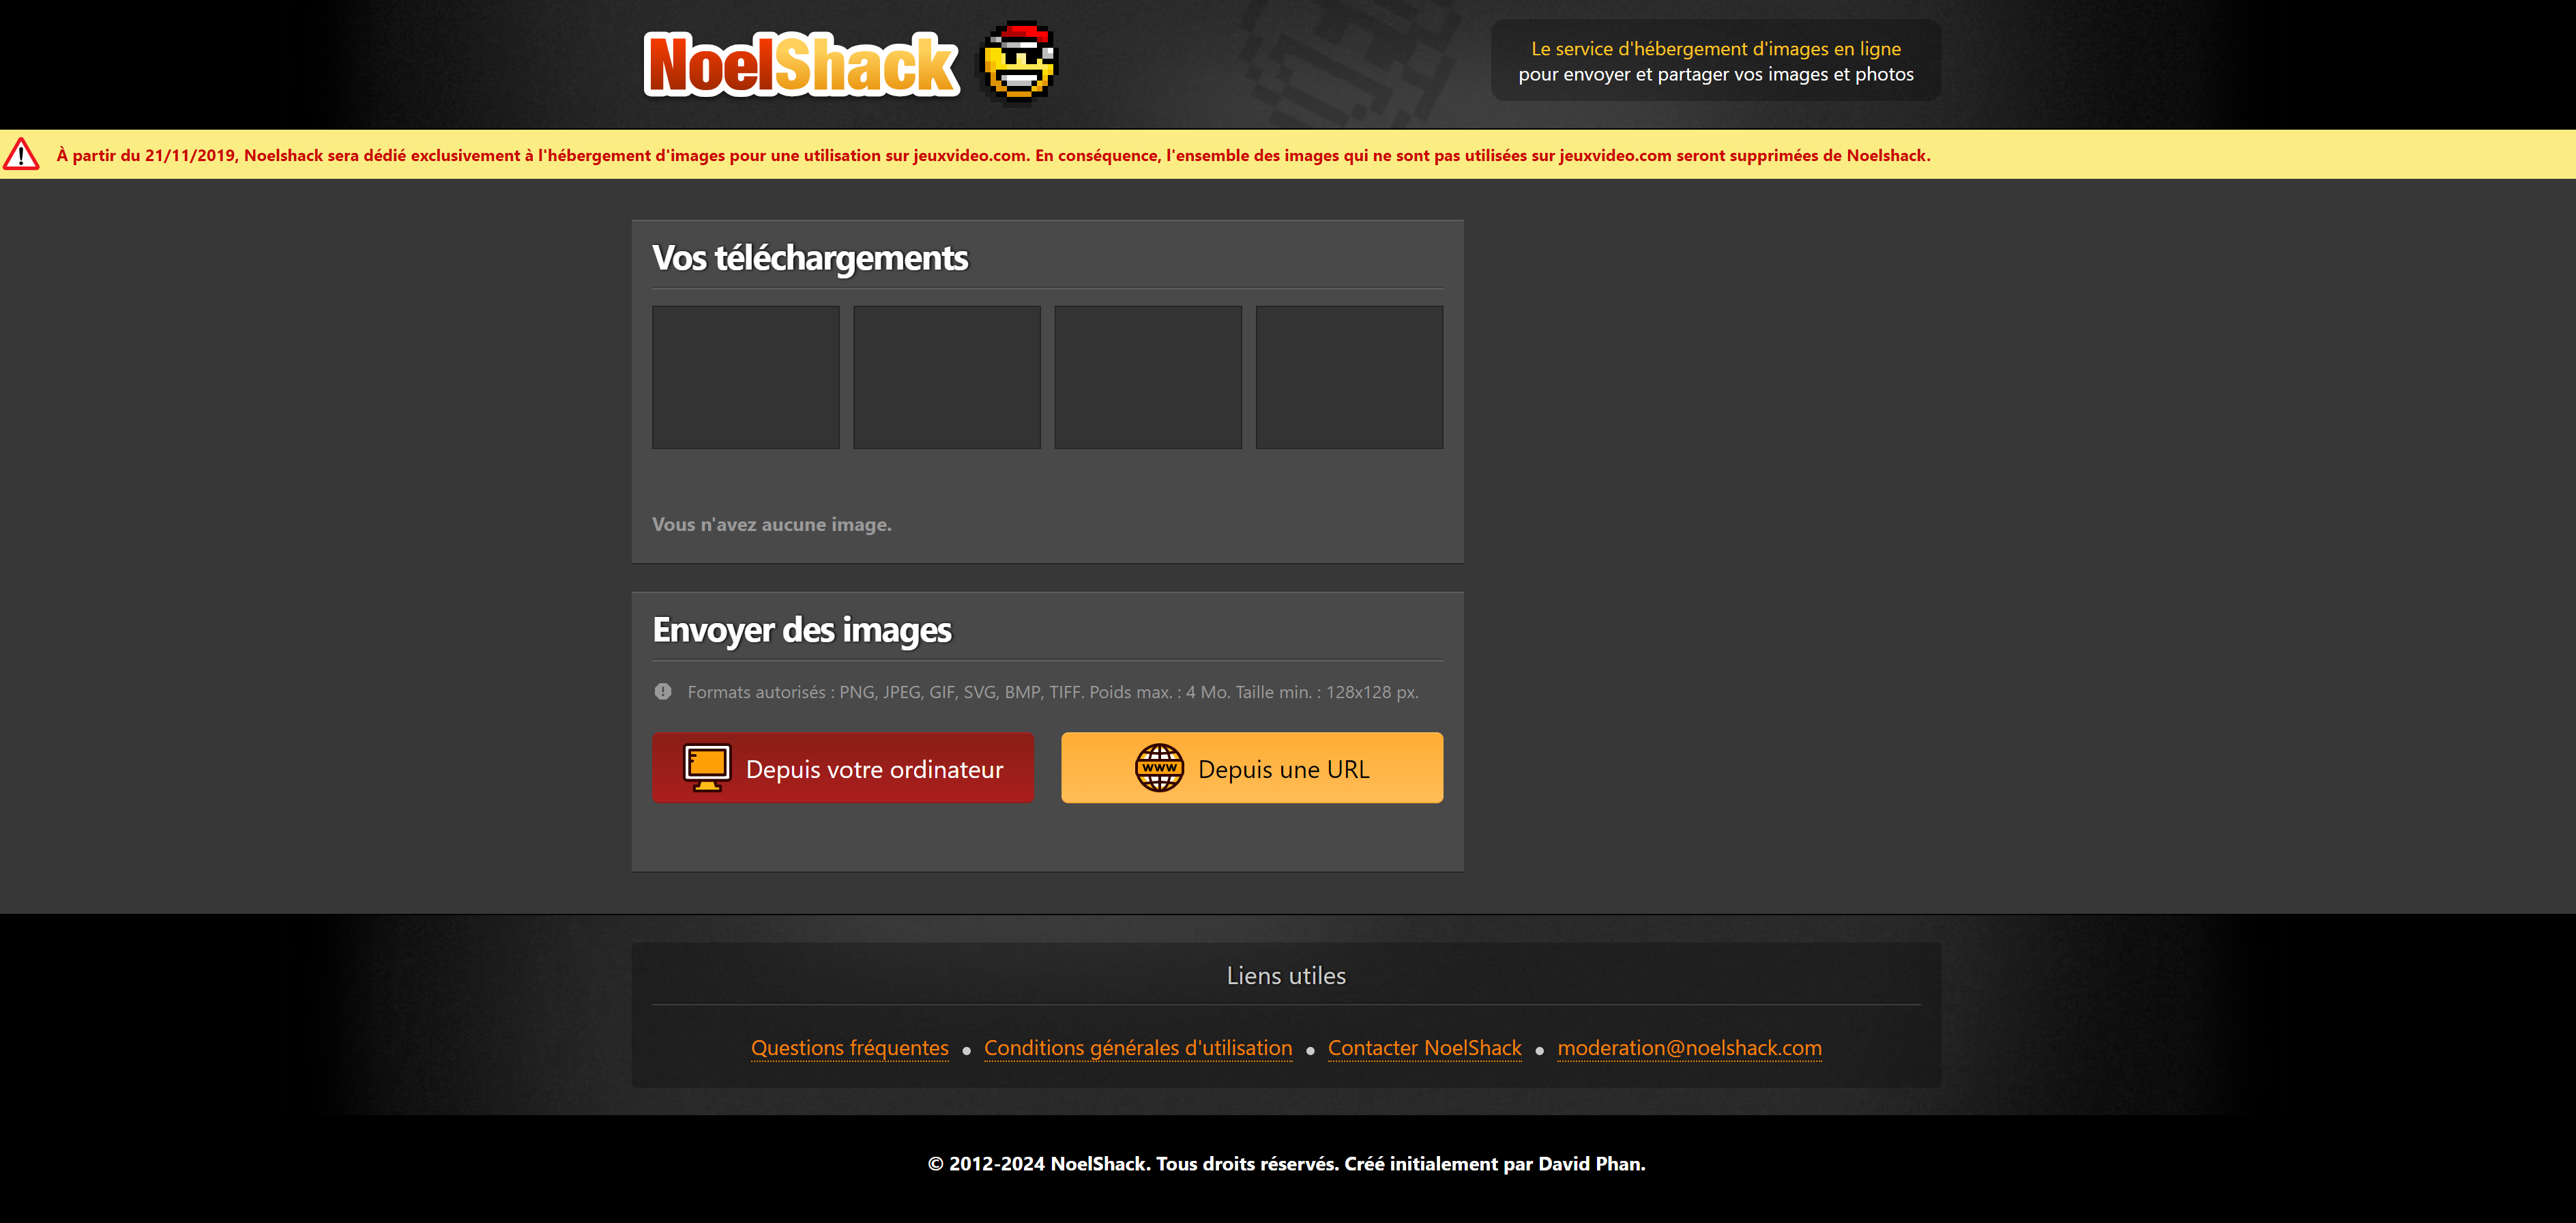 NoelShack
Le service d'hébergement d'images en ligne
pour envoyer et partager vos images et photos
À partir du 21/11/2019, Noelshack sera dédié exclusivement à l'hébergement d'images pour une utilisation sur jeuxvideo.com. En conséquence, l'ensemble des images qui ne sont pas utilisées sur jeuxvideo.com seront supprimées de Noelshack.
Vos téléchargements
Vous n'avez aucune image.
Envoyer des images
Formats autorisés : PNG, JPEG, GIF, SVG, BMP, TIFF. Poids max. : 4 Mo. Taille min. : 128x128 px.
Depuis votre ordinateur
WWW Depuis une URL
Liens utiles
Questions fréquentes ● Conditions générales d'utilisation ● Contacter NoelShack ● moderation@noelshack.com
© 2012-2024 NoelShack. Tous droits réservés. Créé initialement par David Phan.